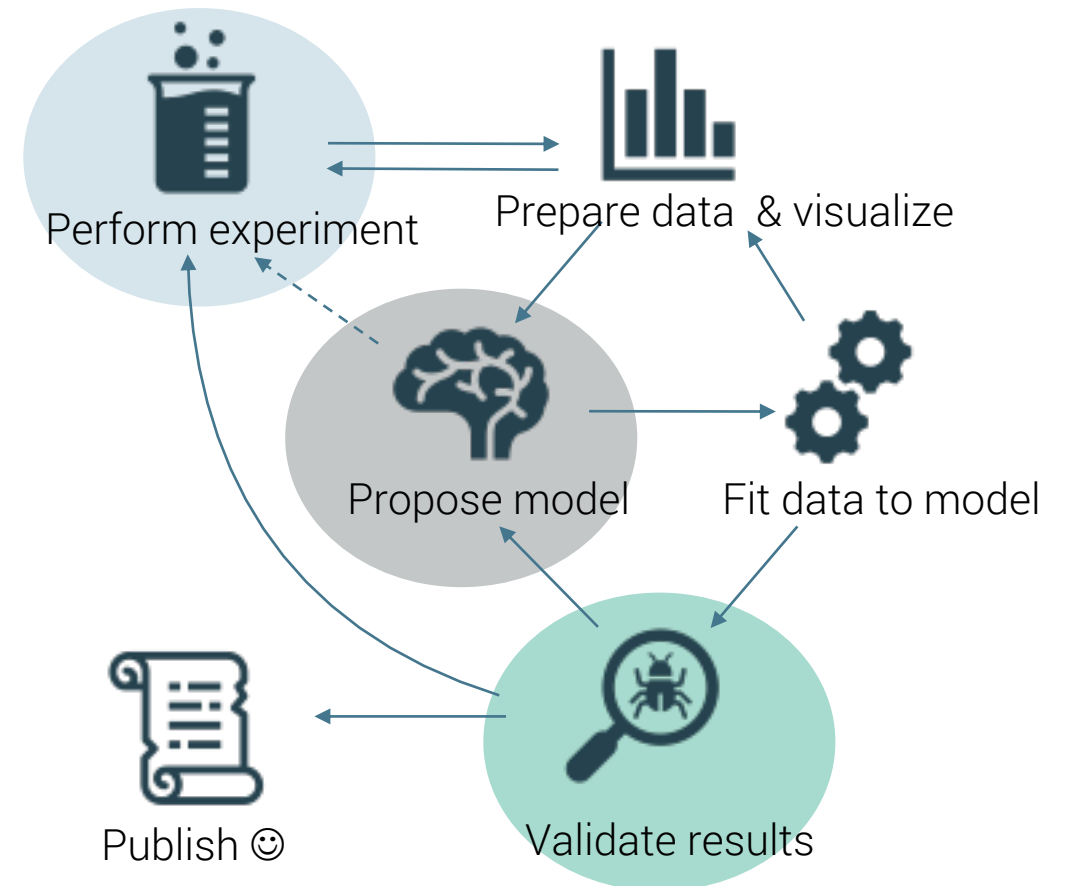 Perform experiment
Prepare data  & visualize
Propose model
Fit data to model
Publish ☺
Validate results